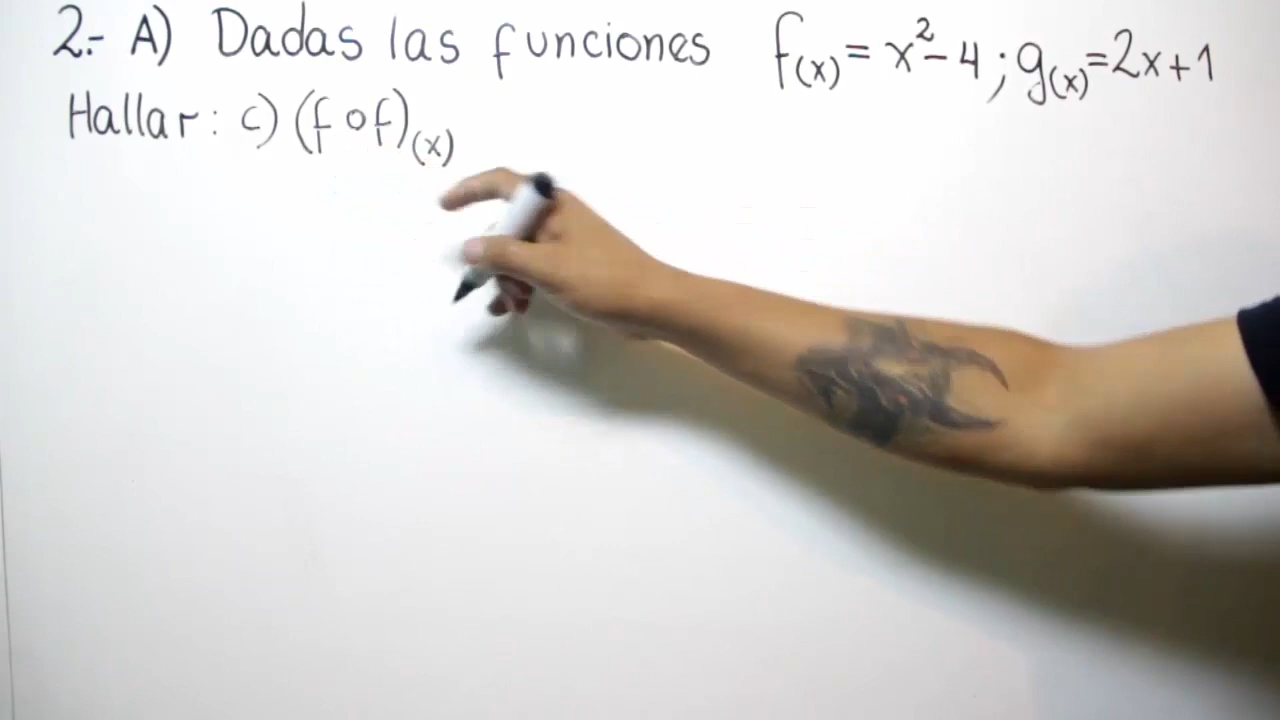 2.- A) Dadas las funciones f(x) = x² - 4 ; g(x) = 2x + 1
Hallar : c) (f o f)(x)